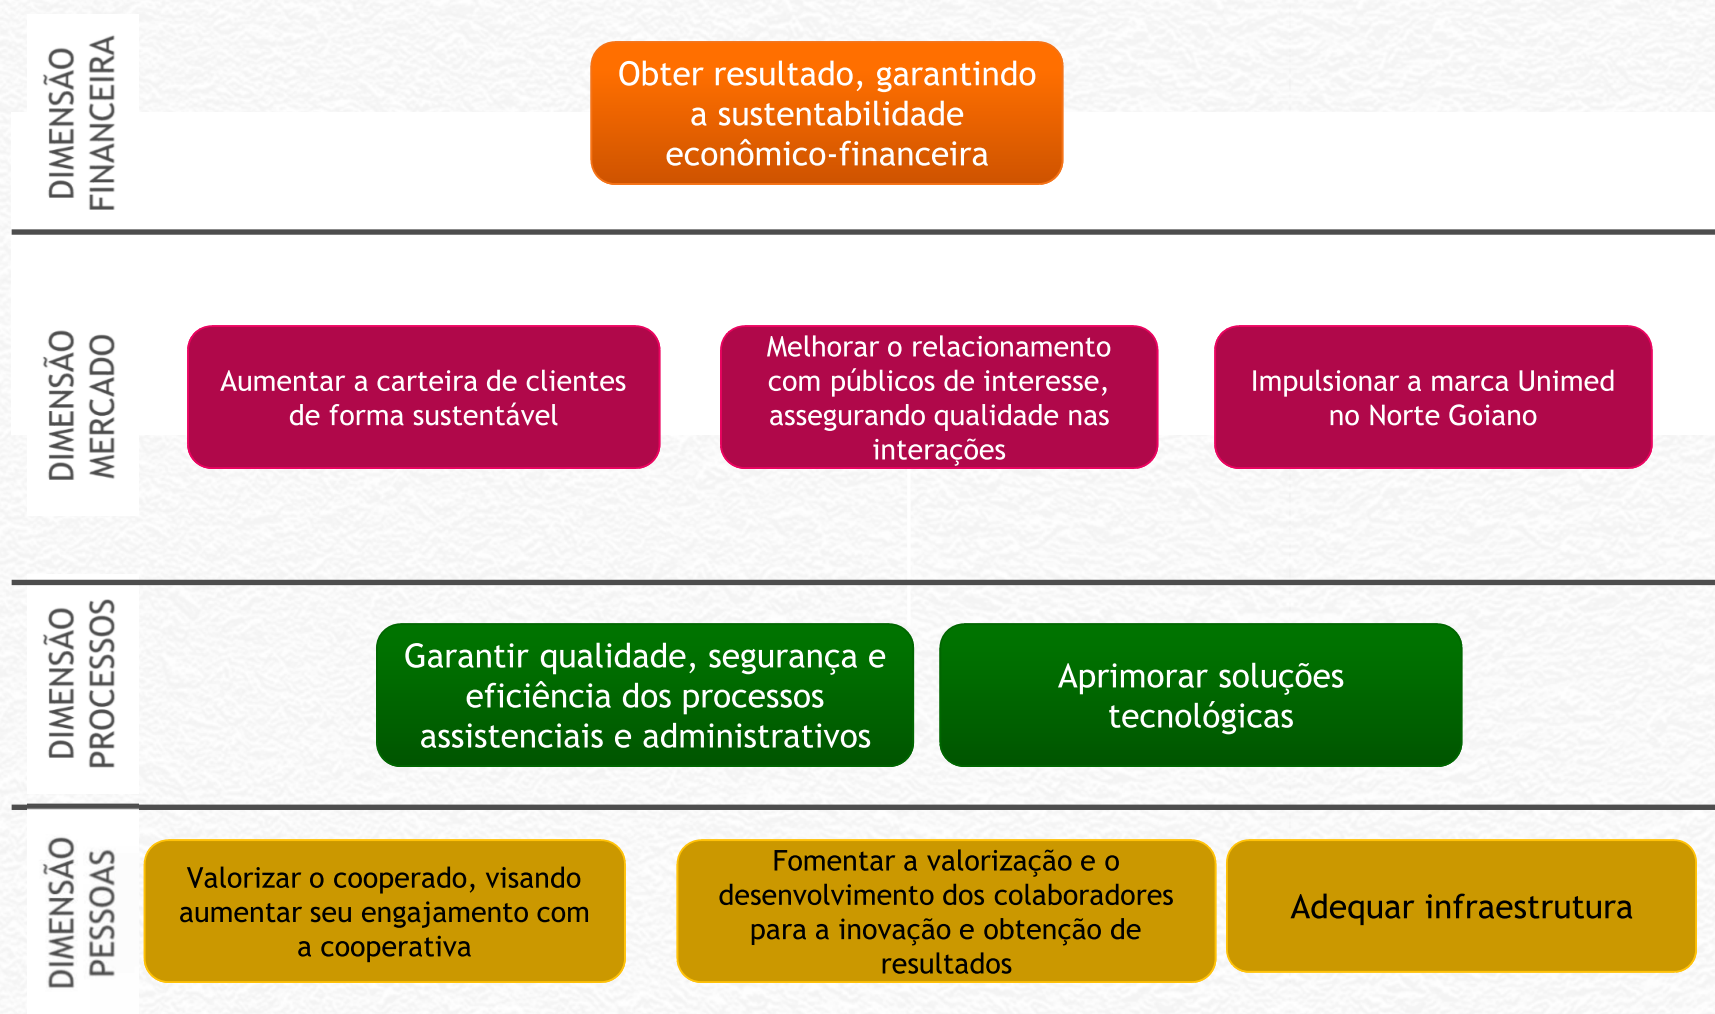 DIMENSÃO
FINANCEIRA
Obter resultado, garantindo
a sustentabilidade
econômico-financeira
DIMENSÃO
MERCADO
Aumentar a carteira de clientes
de forma sustentável
Melhorar o relacionamento
com públicos de interesse,
assegurando qualidade nas
interações
Impulsionar a marca Unimed
no Norte Goiano
DIMENSÃO
PROCESSOS
Garantir qualidade, segurança e
eficiência dos processos
assistenciais e administrativos
Aprimorar soluções
tecnológicas
DIMENSÃO
PESSOAS
Valorizar o cooperado, visando
aumentar seu engajamento com
a cooperativa
Fomentar a valorização e o
desenvolvimento dos colaboradores
para a inovação e obtenção de
resultados
Adequar infraestrutura